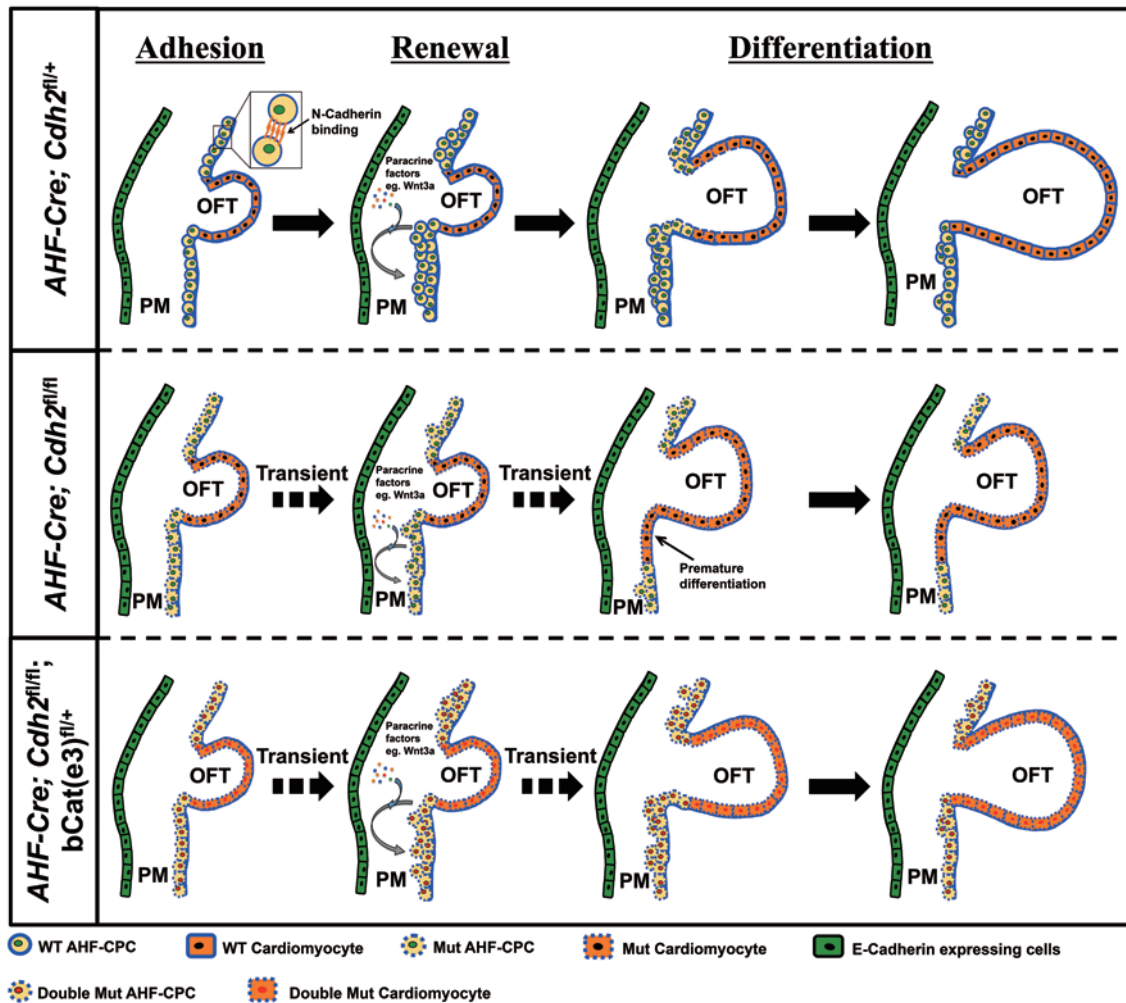 Adhesion Renewal Differentiation
AHF-Cre; Cdh2fl/+
N-Cadherin
binding
Paracrine
factors
eg. Wnt3a
OFT OFT OFT OFT
PM PM PM PM
AHF-Cre; Cdh2fl/fl
Transient Transient
Paracrine
factors
eg. Wnt3a
OFT OFT OFT OFT
Premature
differentiation
PM PM PM PM
AHF-Cre; Cdh2fl/fl;
bCat(e3)fl/+
Transient Transient
Paracrine
factors
eg. Wnt3a
OFT OFT OFT OFT
PM PM PM PM
WT AHF-CPC WT Cardiomyocyte Mut AHF-CPC Mut Cardiomyocyte E-Cadherin expressing cells
Double Mut AHF-CPC Double Mut Cardiomyocyte